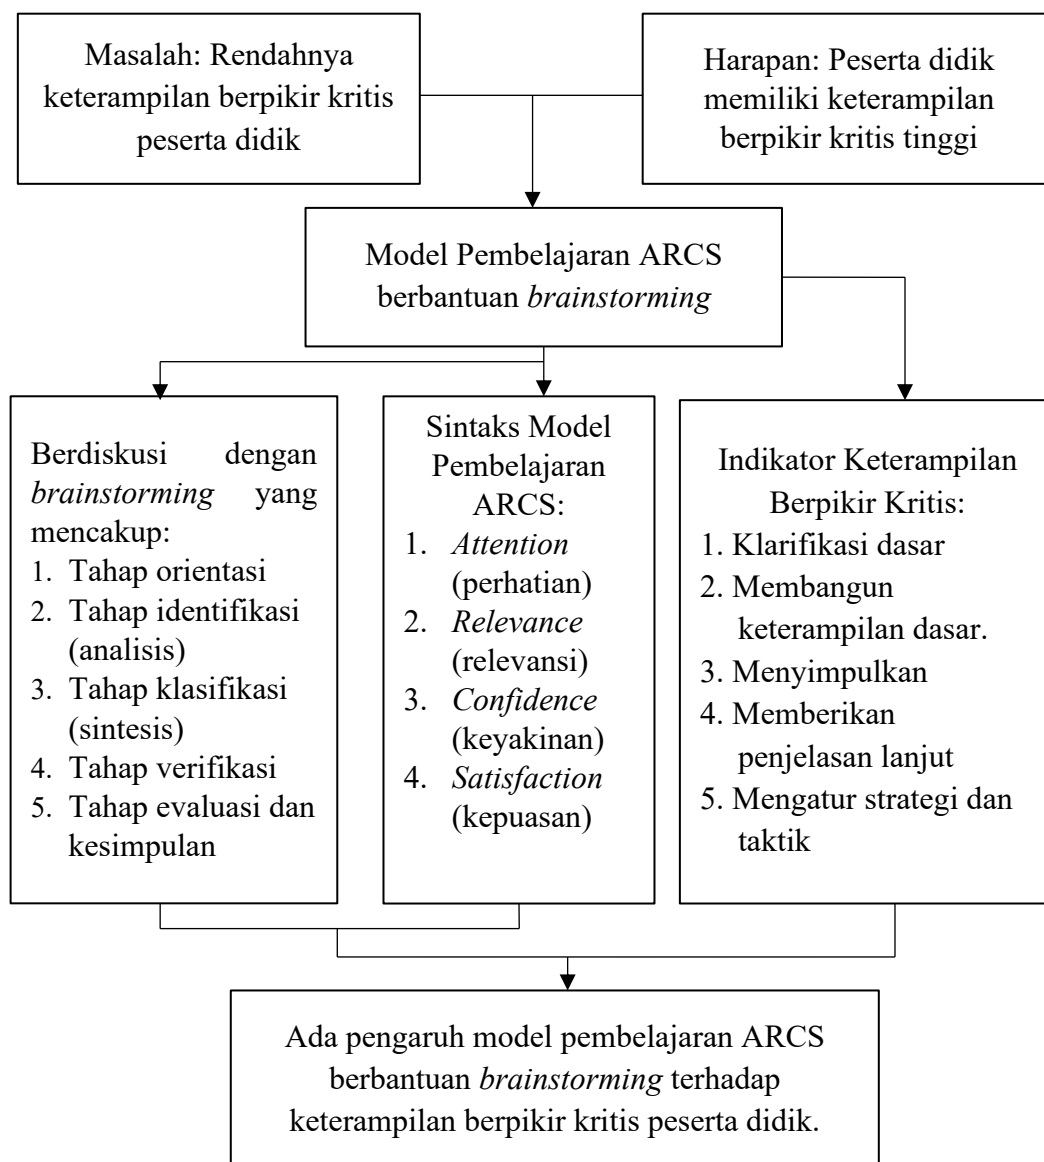 Masalah: Rendahnya
keterampilan berpikir kritis
peserta didik
Harapan: Peserta didik
memiliki keterampilan
berpikir kritis tinggi
Model Pembelajaran ARCS
berbantuan brainstorming
Berdiskusi dengan
brainstorming yang
mencakup:
1. Tahap orientasi
2. Tahap identifikasi
(analisis)
3. Tahap klasifikasi
(sintesis)
4. Tahap verifikasi
5. Tahap evaluasi dan
kesimpulan
Sintaks Model
Pembelajaran
ARCS:
1. Attention
(perhatian)
2. Relevance
(relevansi)
3. Confidence
(keyakinan)
4. Satisfaction
(kepuasan)
Indikator Keterampilan
Berpikir Kritis:
1. Klarifikasi dasar
2. Membangun
keterampilan dasar.
3. Menyimpulkan
4. Memberikan
penjelasan lanjut
5. Mengatur strategi dan
taktik
Ada pengaruh model pembelajaran ARCS
berbantuan brainstorming terhadap
keterampilan berpikir kritis peserta didik.